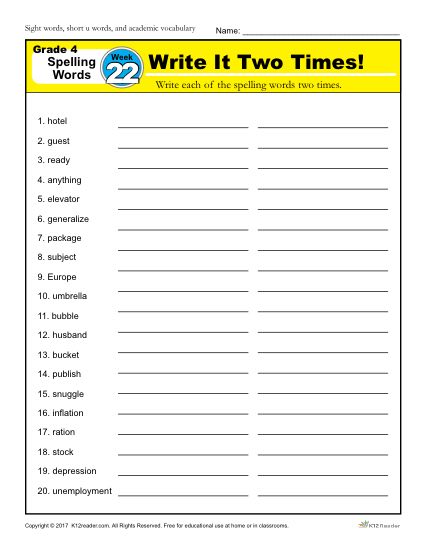 Sight words, short u words, and academic vocabulary
Name:
Grade 4
Spelling
Words
Week
22
Write It Two Times!
Write each of the spelling words two times.
1. hotel
2. guest
3. ready
4. anything
5. elevator
6. generalize
7. package
8. subject
9. Europe
10. umbrella
11. bubble
12. husband
13. bucket
14. publish
15. snuggle
16. inflation
17. ration
18. stock
19. depression
20. unemployment
Copyright © 2017 K12reader.com. All Rights Reserved. Free for educational use at home or in classrooms.
K12Reader